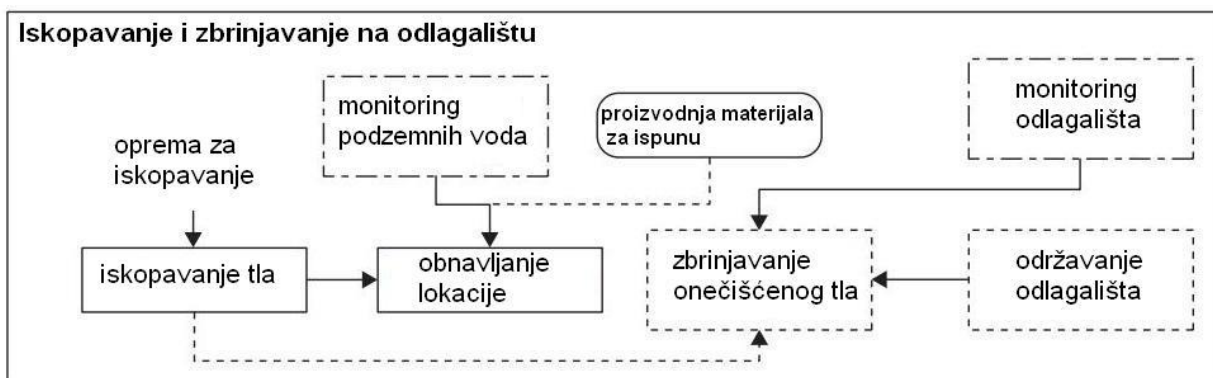 Iskopavanje i zbrinjavanje na odlagalištu
monitoring
podzemnih voda
proizvodnja materijala
za ispunu
monitoring
odlagališta
oprema za
iskopavanje
iskopavanje tla
obnavljanje
lokacije
zbrinjavanje
onečišćenog tla
održavanje
odlagališta